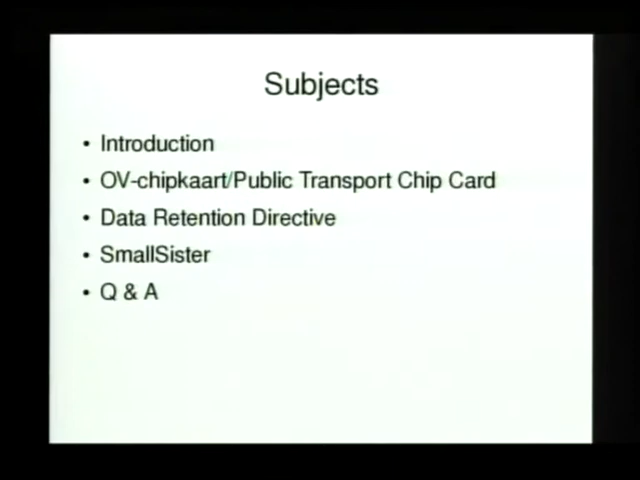 Subjects
• Introduction
• OV-chipkaart/Public Transport Chip Card
• Data Retention Directive
• SmallSister
• Q & A